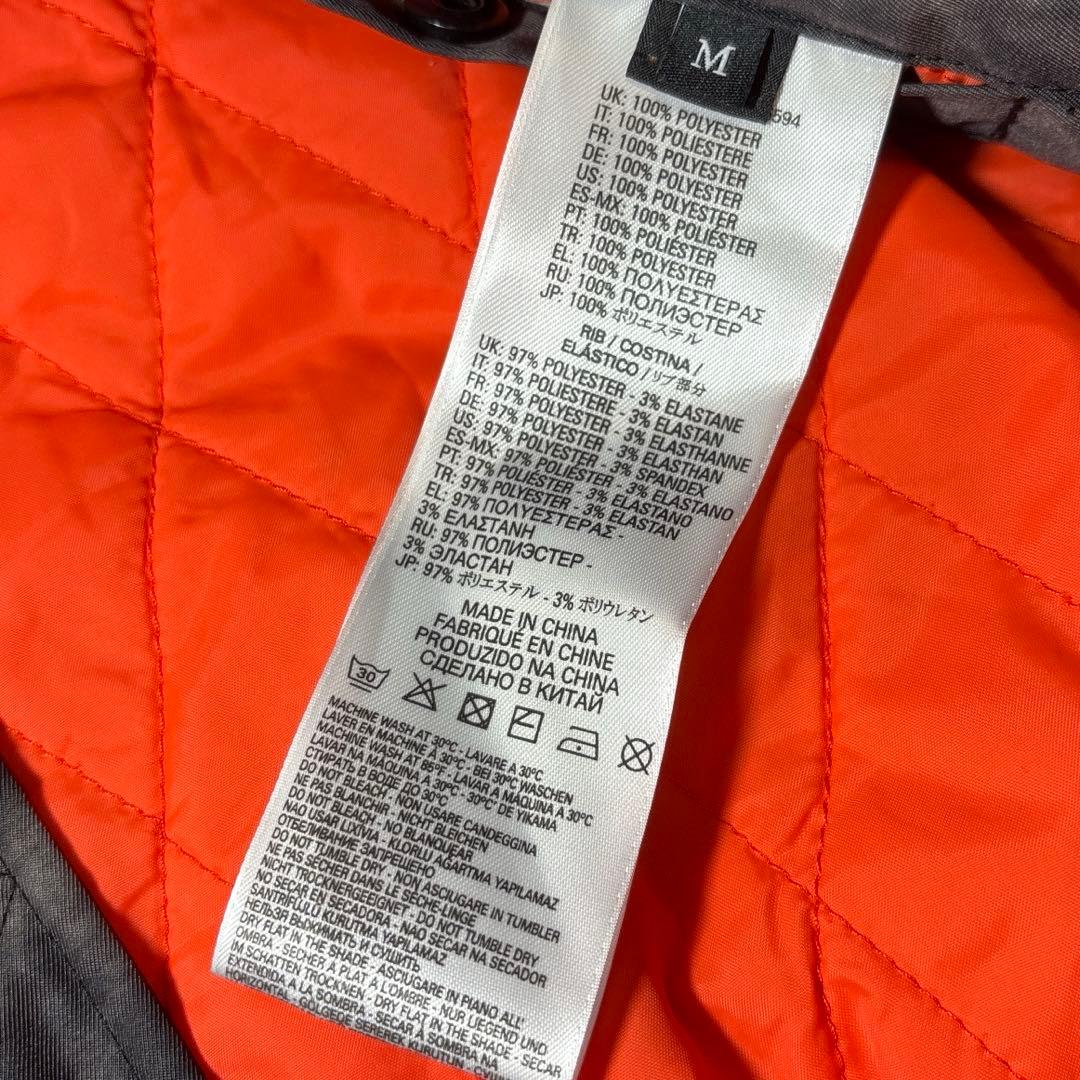 M
594
UK: 100% POLYESTER
IT: 100% POLIESTERE
FR: 100% POLYESTER
DE: 100% POLYESTER
US: 100% POLYESTER
ES-MX: 100% POLIÉSTER
PT: 100% POLIÉSTER
TR: 100% POLYESTER
EL: 100% ΠΟΛΥΕΣΤΕΡΑΣ
RU: 100% ПОЛИЭСТЕР
JP: 100% ポリエステル
RIB / COSTINA /
ELÁSTICO / リブ部分
UK: 97% POLYESTER - 3% ELASTANE
IT: 97% POLIESTERE - 3% ELASTAN
FR: 97% POLYESTER - 3% ELASTHANNE
DE: 97% POLYESTER - 3% ELASTHAN
US: 97% POLYESTER - 3% SPANDEX
ES-MX: 97% POLIÉSTER - 3% ELASTANO
PT: 97% POLIÉSTER - 3% ELASTANO
TR: 97% POLYESTER - 3% ELASTAN
EL: 97% ΠΟΛΥΕΣΤΕΡΑΣ -
3% ΕΛΑΣΤΑΝΗ
RU: 97% ПОЛИЭСТЕР -
3% ЭЛАСТАН
JP: 97% ポリエステル - 3% ポリウレタン
MADE IN CHINA
FABRIQUÉ EN CHINE
PRODUZIDO NA CHINA
СДЕЛАНО В КИТАЙ
30
MACHINE WASH AT 30°C - LAVARE A 30°C
LAVER EN MACHINE À 30°C - BEI 30°C WASCHEN
MACHINE WASH AT 86°F - LAVAR A MAQUINA A 30°C
LAVAR NA MÁQUINA A 30°C - 30°C' DE YIKAMA
СТИРАТЬ В ВОДЕ ДО 30°C
DO NOT BLEACH - NON USARE CANDEGGINA
NE PAS BLANCHIR - NICHT BLEICHEN
DO NOT BLEACH - NO BLANQUEAR
NÃO USAR LIXÍVIA - KLORLU AGARTMA YAPILAMAZ
ОТБЕЛИВАНИЕ ЗАПРЕЩЕНО
DO NOT TUMBLE DRY - NON ASCIUGARE IN TUMBLER
NE PAS SÉCHER DANS LE SÈCHE-LINGE
NICHT TROCKNERGEEIGNET - DO NOT TUMBLE DRY
NO SECAR EN SECADORA - NÃO SECAR NA SECADOR
SANTRIFUJLU KURUTMA YAPILAMAZ
НЕЛЬЗЯ ВЫЖИМАТЬ И СУШИТЬ
DRY FLAT IN THE SHADE - ASCIUGARE IN PIANO ALL'
OMBRA - SÉCHER À PLAT À L'OMBRE - NUR LIEGEND UND
IM SCHATTEN TROCKNEN - DRY FLAT IN THE SHADE - SECAR
EXTENDIDA A LA SOMBRA - SECAR À SOMBRA NA
HORIZONTAL - GÖLGEYE SEREREK KURUTUN